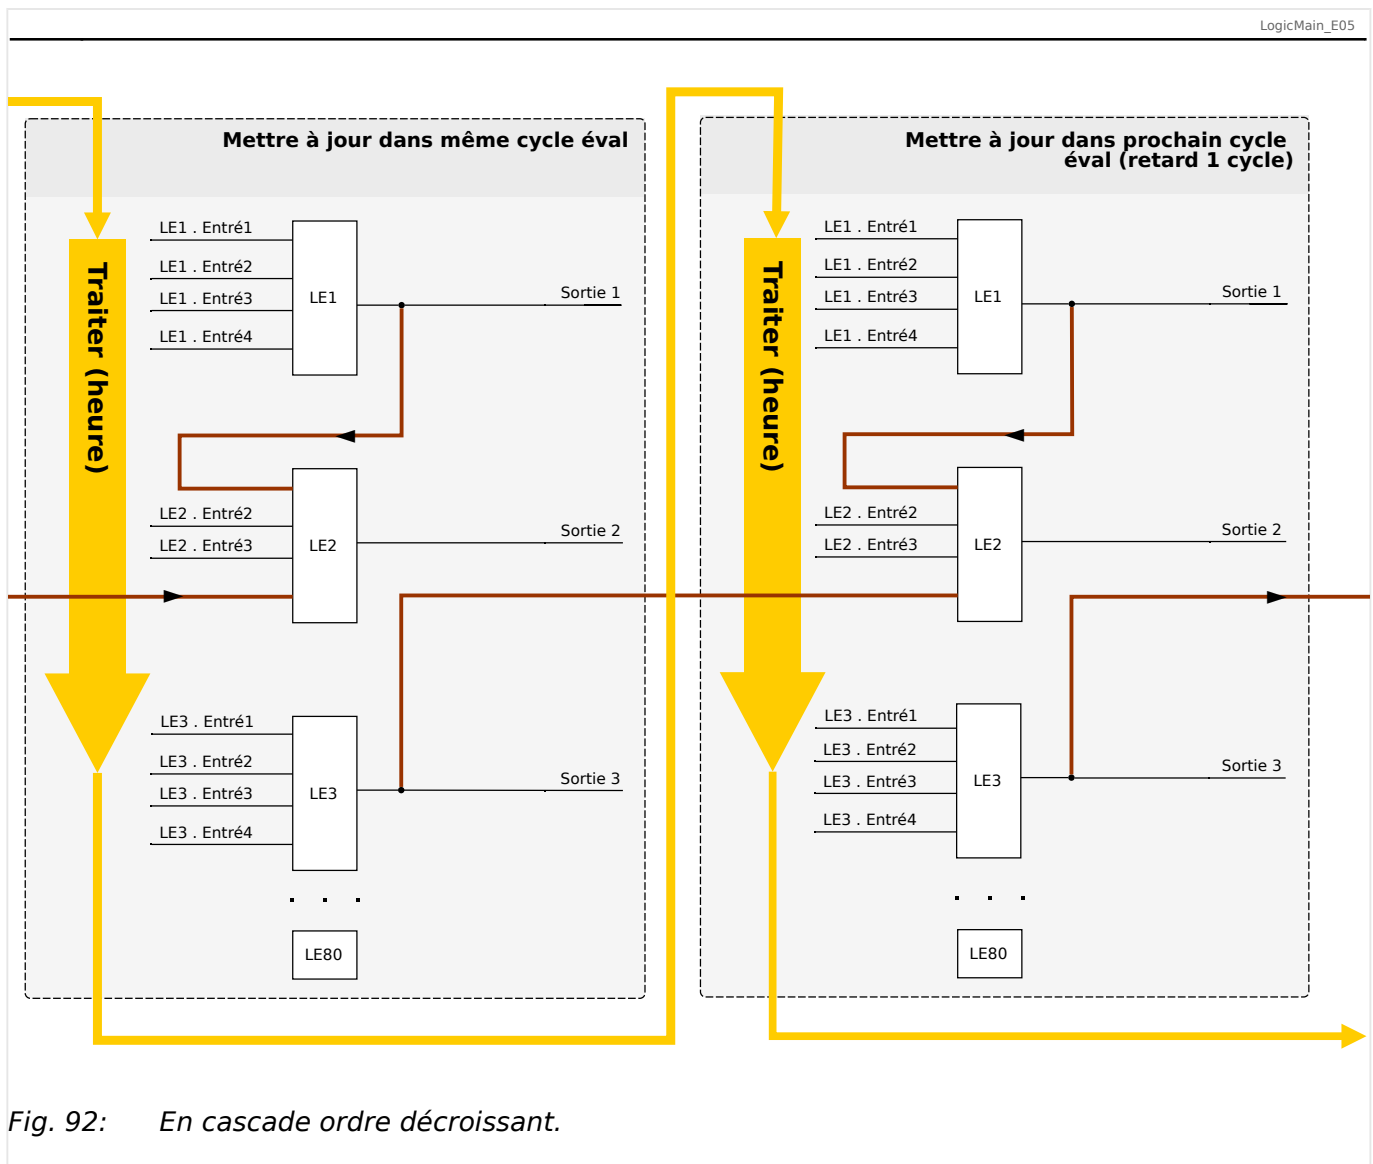 LogicMain_E05
Mettre à jour dans même cycle éval
Traiter (heure)
LE1 . Entré1
LE1 . Entré2
LE1 . Entré3
LE1 . Entré4
LE1
Sortie 1
LE2 . Entré2
LE2 . Entré3
LE2
Sortie 2
LE3 . Entré1
LE3 . Entré2
LE3 . Entré3
LE3 . Entré4
LE3
Sortie 3
. . .
LE80
Mettre à jour dans prochain cycle
éval (retard 1 cycle)
Traiter (heure)
LE1 . Entré1
LE1 . Entré2
LE1 . Entré3
LE1 . Entré4
LE1
Sortie 1
LE2 . Entré2
LE2 . Entré3
LE2
Sortie 2
LE3 . Entré1
LE3 . Entré2
LE3 . Entré3
LE3 . Entré4
LE3
Sortie 3
. . .
LE80
Fig. 92: En cascade ordre décroissant.